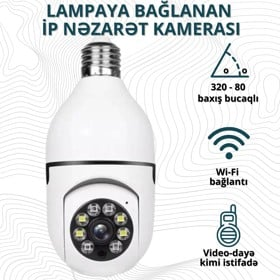 LAMPAYA BAĞLANAN
İP NƏZARƏT KAMERASI
320 - 80
baxış bucaqlı
Wi-Fi
bağlantı
Video-dayə
kimi istifadə